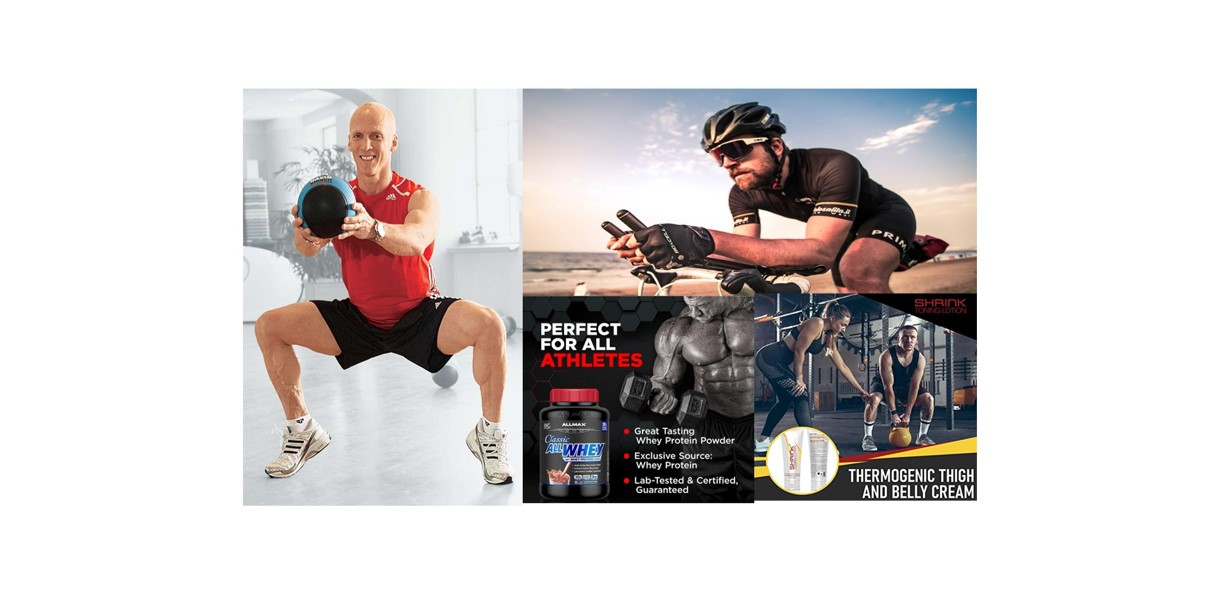 PERFECT
FOR ALL
ATHLETES
ALLMAX
Classic
ALLWHEY
Great Tasting
Whey Protein Powder
Exclusive Source:
Whey Protein
Lab-Tested & Certified,
Guaranteed
SHRINK
TONING LOTION
SHRINK
THERMOGENIC THIGH
AND BELLY CREAM